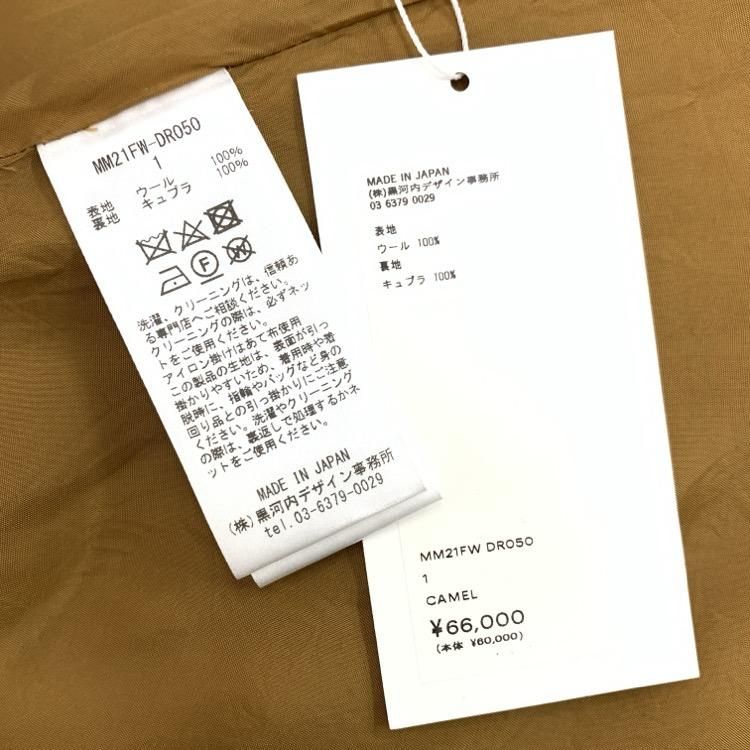 MM21FW-DR050
1
表地 ウール 100%
裏地 キュプラ 100%
F
洗濯、クリーニングは、信頼あ
る専門店へご相談ください。
クリーニングの際は、必ずネッ
トをご使用ください。
アイロン掛けはあて布使用
この製品の生地は、表面が引っ
掛かりやすいため、着用時や着
脱時に、指輪やバッグなど身の
回り品との引っ掛かりにご注意
ください。洗濯やクリーニング
の際は、裏返しで処理するかネ
ットをご使用ください。
MADE IN JAPAN
(株)黒河内デザイン事務所
tel.03-6379-0029
MADE IN JAPAN
(株)黒河内デザイン事務所
03 6379 0029
表地
ウール 100%
裏地
キュプラ 100%
MM21FW DR050
1
CAMEL
¥66,000
(本体 ¥60,000)